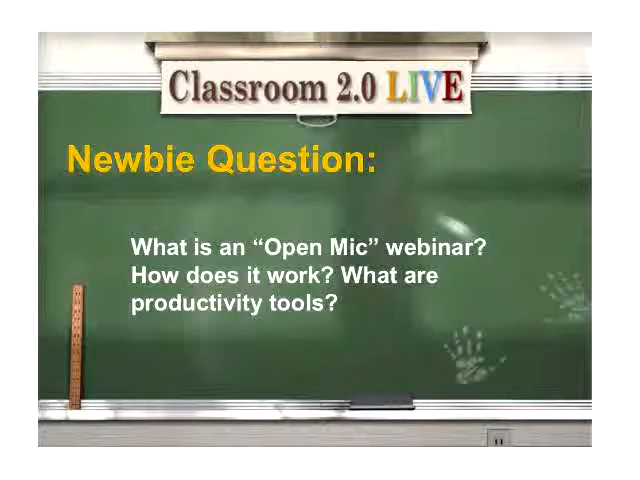 Classroom 2.0 LIVE
Newbie Question:
What is an “Open Mic” webinar?
How does it work? What are
productivity tools?